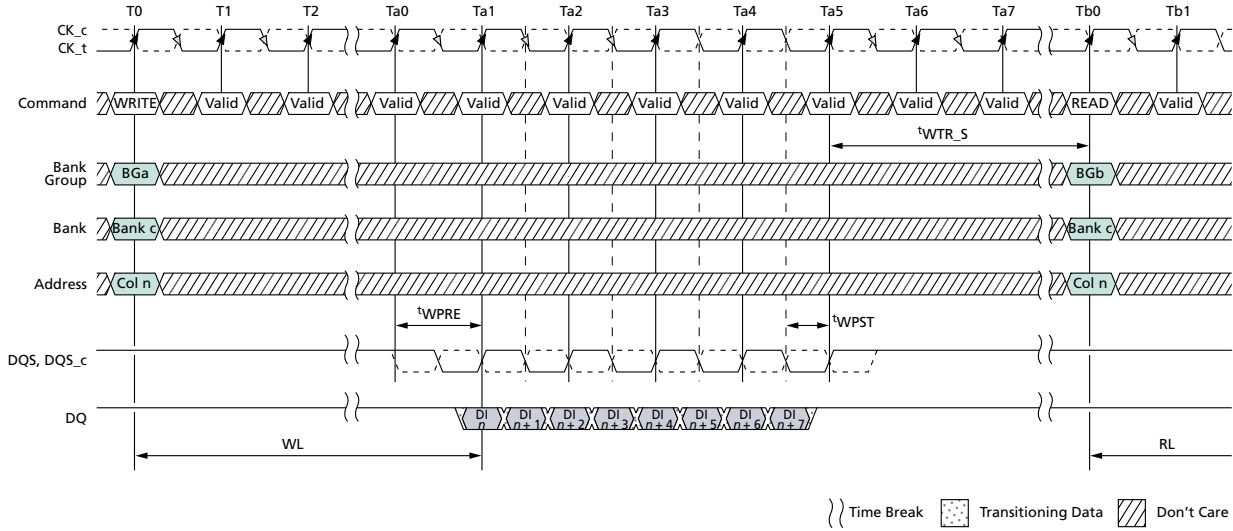 T0 T1 T2 Ta0 Ta1 Ta2 Ta3 Ta4 Ta5 Ta6 Ta7 Tb0 Tb1
CK_c
CK_t
Command WRITE Valid Valid Valid Valid Valid Valid Valid Valid Valid Valid READ Valid
tWTR_S
Bank
Group BGa BGb
Bank Bank c Bank c
Address Col n Col n
tWPRE tWPST
DQS, DQS_c
DQ DI n DI n + 1 DI n + 2 DI n + 3 DI n + 4 DI n + 5 DI n + 6 DI n + 7
WL RL
Time Break Transitioning Data Don't Care